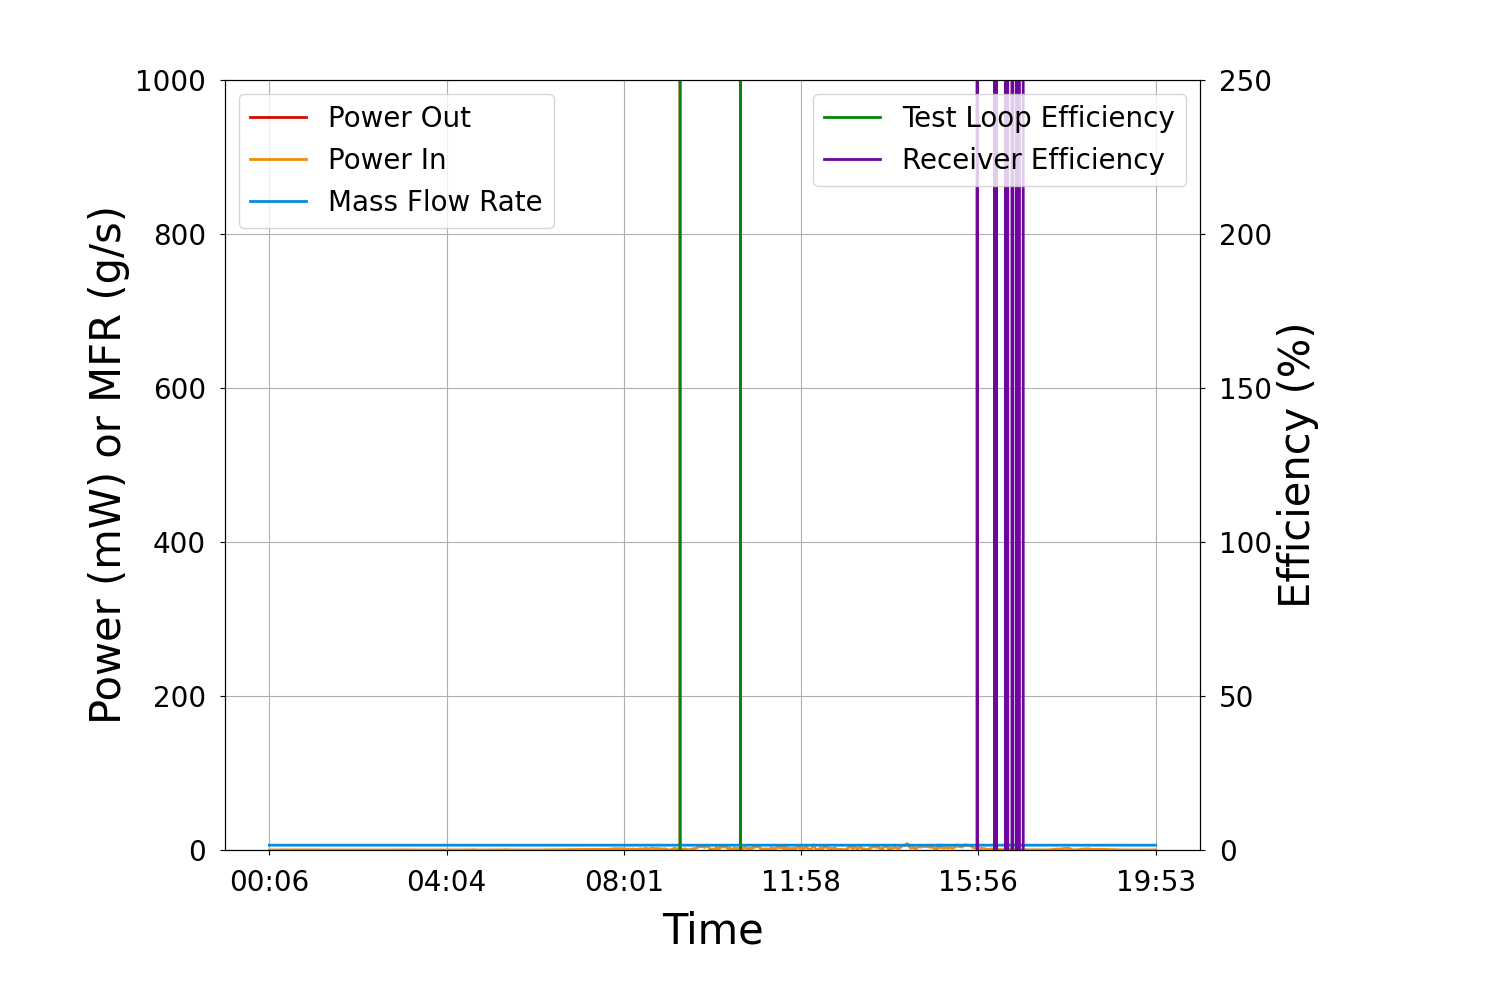 1000
800
600
400
200
0
Power (mW) or MFR (g/s)
Power Out
Power In
Mass Flow Rate
Test Loop Efficiency
Receiver Efficiency
250
200
150
100
50
0
Efficiency (%)
00:06 04:04 08:01 11:58 15:56 19:53
Time